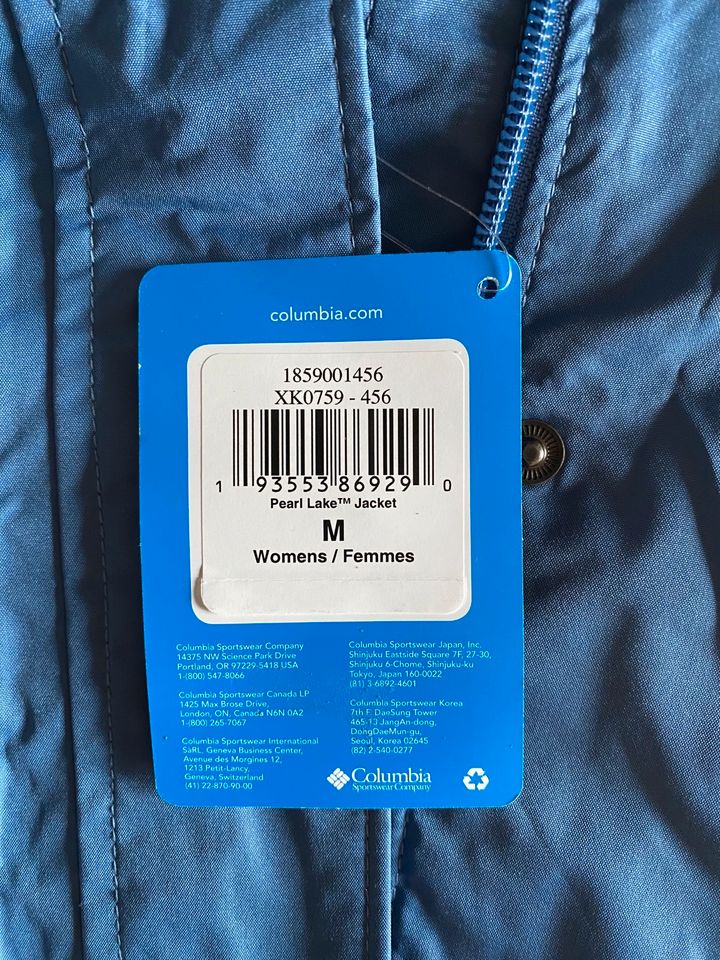 columbia.com
1859001456
XK0759 - 456
1 93553 86929 0
Pearl Lake™ Jacket
M
Womens / Femmes
Columbia Sportswear Company
14375 NW Science Park Drive
Portland, OR 97229-5418 USA
1-(800) 547-8066
Columbia Sportswear Canada LP
1425 Max Brose Drive,
London, ON, Canada N6N 0A2
1-(800) 265-7067
Columbia Sportswear International
SàRL, Geneva Business Center,
Avenue des Morgines 12,
1213 Petit-Lancy,
Geneva, Switzerland
(41) 22-870-90-00
Columbia Sportswear Japan, Inc.
Shinjuku Eastside Square 7F, 27-30,
Shinjuku 6-Chome, Shinjuku-ku
Tokyo, Japan 160-0022
(81) 3-6892-4601
Columbia Sportswear Korea
7th F. DaeSung Tower
465-13 JangAn-dong,
DongDaeMun-gu,
Seoul, Korea 02645
(82) 2-540-0277
Columbia
Sportswear Company